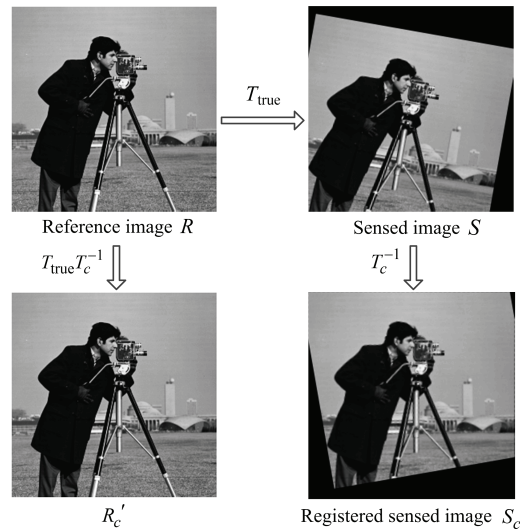 T_true
Reference image R
Sensed image S
T_true T_c^{-1}
T_c^{-1}
R_c'
Registered sensed image S_c